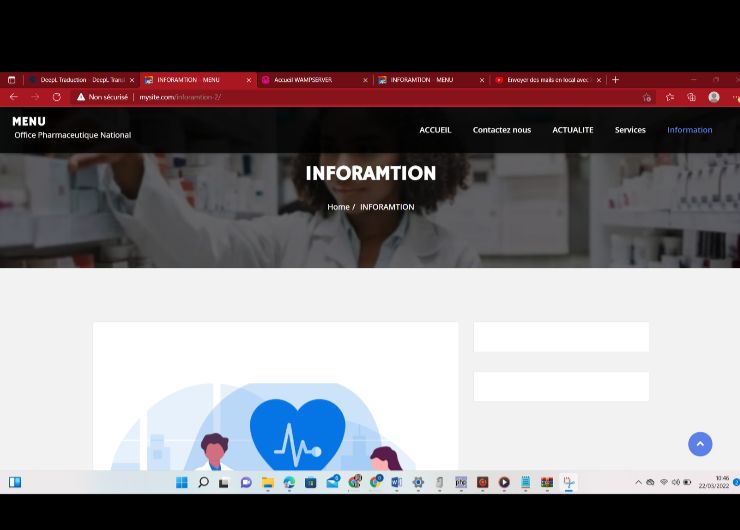 DeepL Traduction - DeepL Transl
INFORAMTION - MENU
Accueil WAMPSERVER
INFORAMTION - MENU
Envoyer des mails en local avec
Non sécurisé
mysite.com/inforamtion-2/
MENU
Office Pharmaceutique National
ACCUEIL
Contactez nous
ACTUALITE
Services
Information
INFORAMTION
Home / INFORAMTION
10:46
22/03/2022